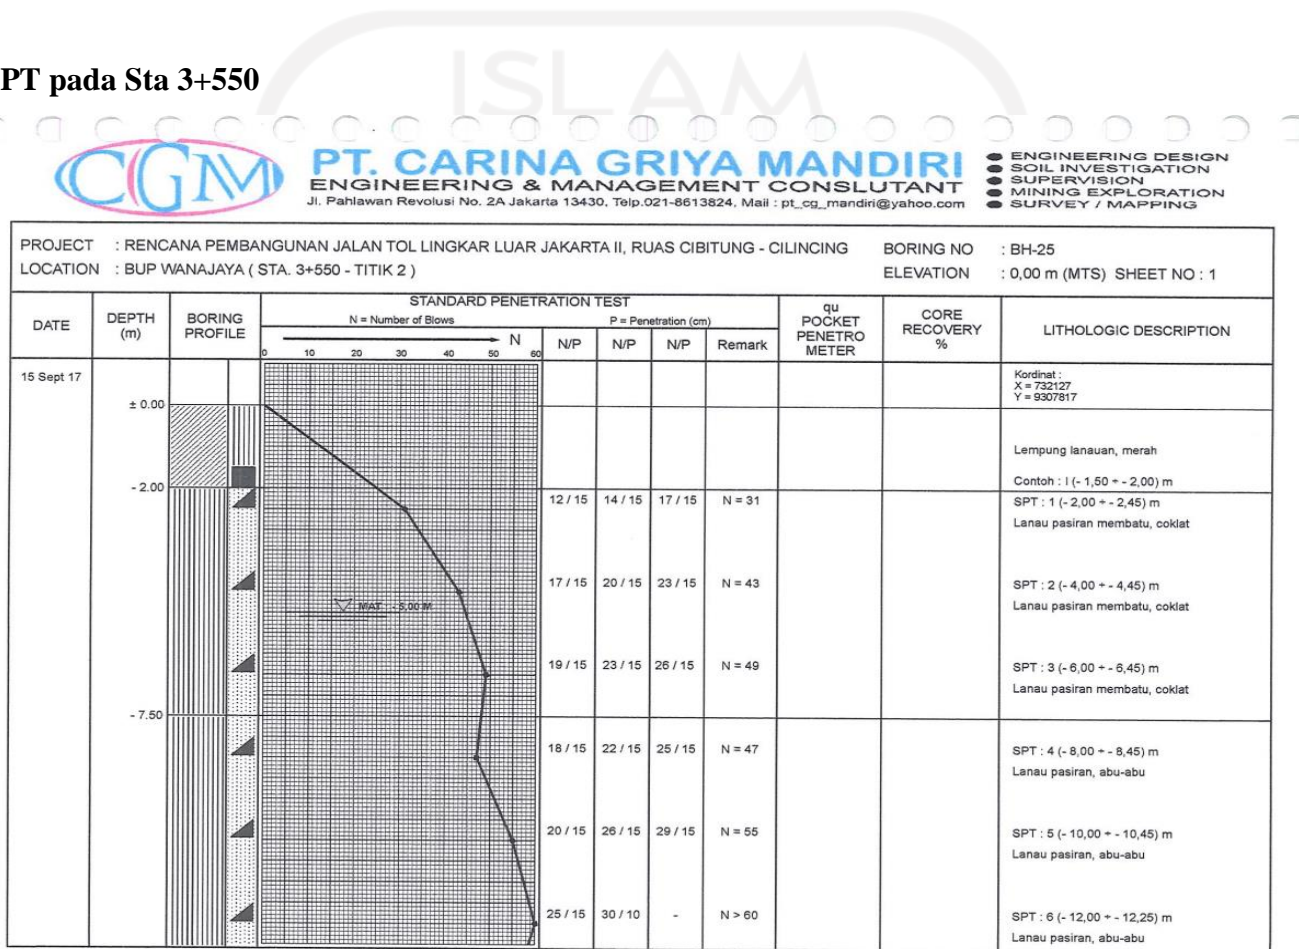 ISLAM
PT pada Sta 3+550
CGM
PT. CARINA GRIYA MANDIRI
ENGINEERING & MANAGEMENT CONSLUTANT
Jl. Pahlawan Revolusi No. 2A Jakarta 13430, Telp.021-8613824, Mail : pt_cg_mandiri@yahoo.com
ENGINEERING DESIGN
SOIL INVESTIGATION
SUPERVISION
MINING EXPLORATION
SURVEY / MAPPING
PROJECT : RENCANA PEMBANGUNAN JALAN TOL LINGKAR LUAR JAKARTA II, RUAS CIBITUNG - CILINCING BORING NO : BH-25
LOCATION : BUP WANAJAYA ( STA. 3+550 - TITIK 2 ) ELEVATION : 0,00 m (MTS) SHEET NO : 1
DATE
DEPTH
(m)
BORING
PROFILE
STANDARD PENETRATION TEST
N = Number of Blows P = Penetration (cm)
N
0 10 20 30 40 50 60
N/P N/P N/P Remark
qu
POCKET
PENETRO
METER
CORE
RECOVERY
%
LITHOLOGIC DESCRIPTION
15 Sept 17
Kordinat :
X = 732127
Y = 9307817
± 0.00
Lempung lanauan, merah
Contoh : I (- 1,50 ÷ - 2,00) m
- 2.00
12 / 15 14 / 15 17 / 15 N = 31 SPT : 1 (- 2,00 ÷ - 2,45) m
Lanau pasiran membatu, coklat
17 / 15 20 / 15 23 / 15 N = 43 SPT : 2 (- 4,00 ÷ - 4,45) m
MAT - 5,00 M
Lanau pasiran membatu, coklat
19 / 15 23 / 15 26 / 15 N = 49 SPT : 3 (- 6,00 ÷ - 6,45) m
Lanau pasiran membatu, coklat
- 7.50
18 / 15 22 / 15 25 / 15 N = 47 SPT : 4 (- 8,00 ÷ - 8,45) m
Lanau pasiran, abu-abu
20 / 15 26 / 15 29 / 15 N = 55 SPT : 5 (- 10,00 ÷ - 10,45) m
Lanau pasiran, abu-abu
25 / 15 30 / 10 - N > 60 SPT : 6 (- 12,00 ÷ - 12,25) m
Lanau pasiran, abu-abu